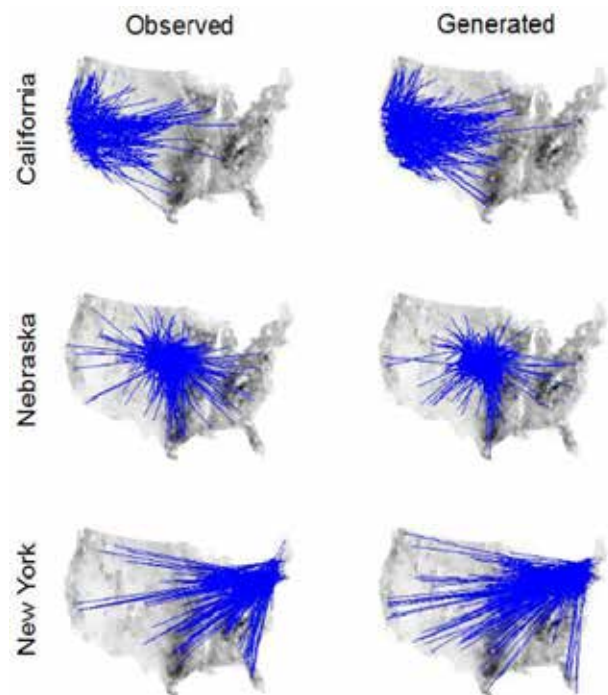 Observed
Generated
California
Nebraska
New York